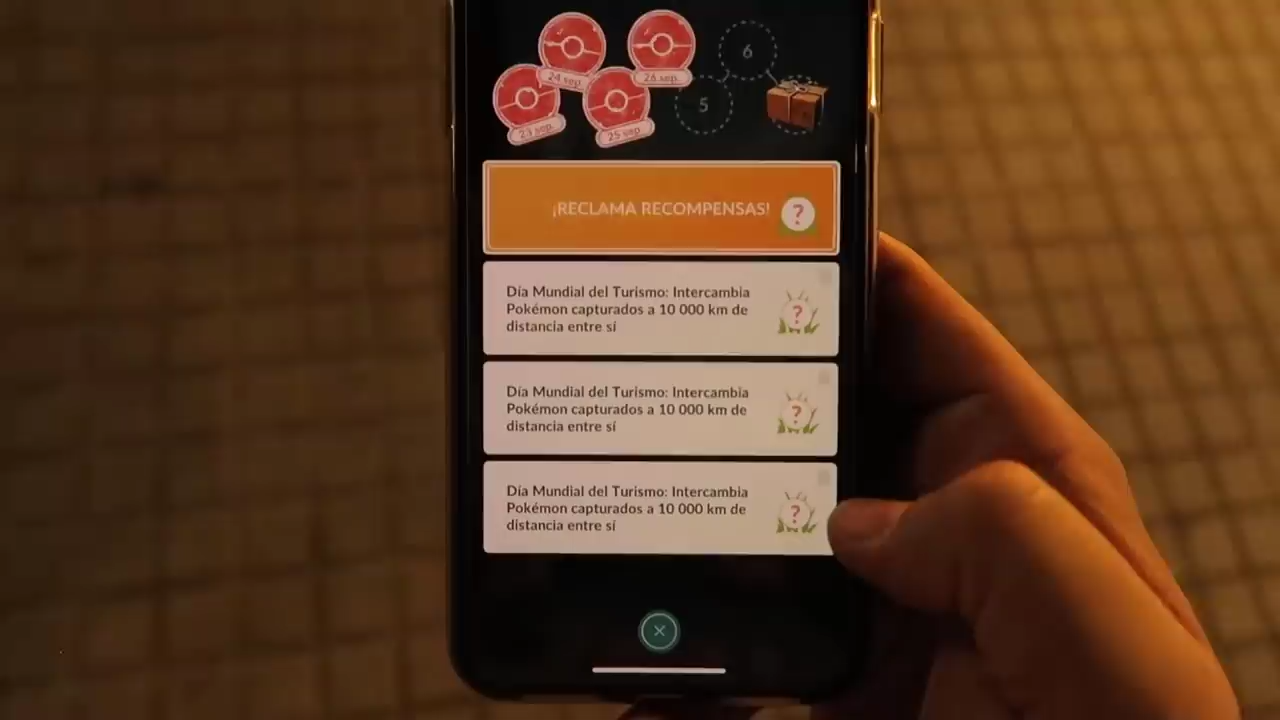 24 sep.
26 sep.
6
23 sep.
25 sep.
5
¡RECLAMA RECOMPENSAS!
?
Día Mundial del Turismo: Intercambia
Pokémon capturados a 10 000 km de
distancia entre sí
?
Día Mundial del Turismo: Intercambia
Pokémon capturados a 10 000 km de
distancia entre sí
?
Día Mundial del Turismo: Intercambia
Pokémon capturados a 10 000 km de
distancia entre sí
?